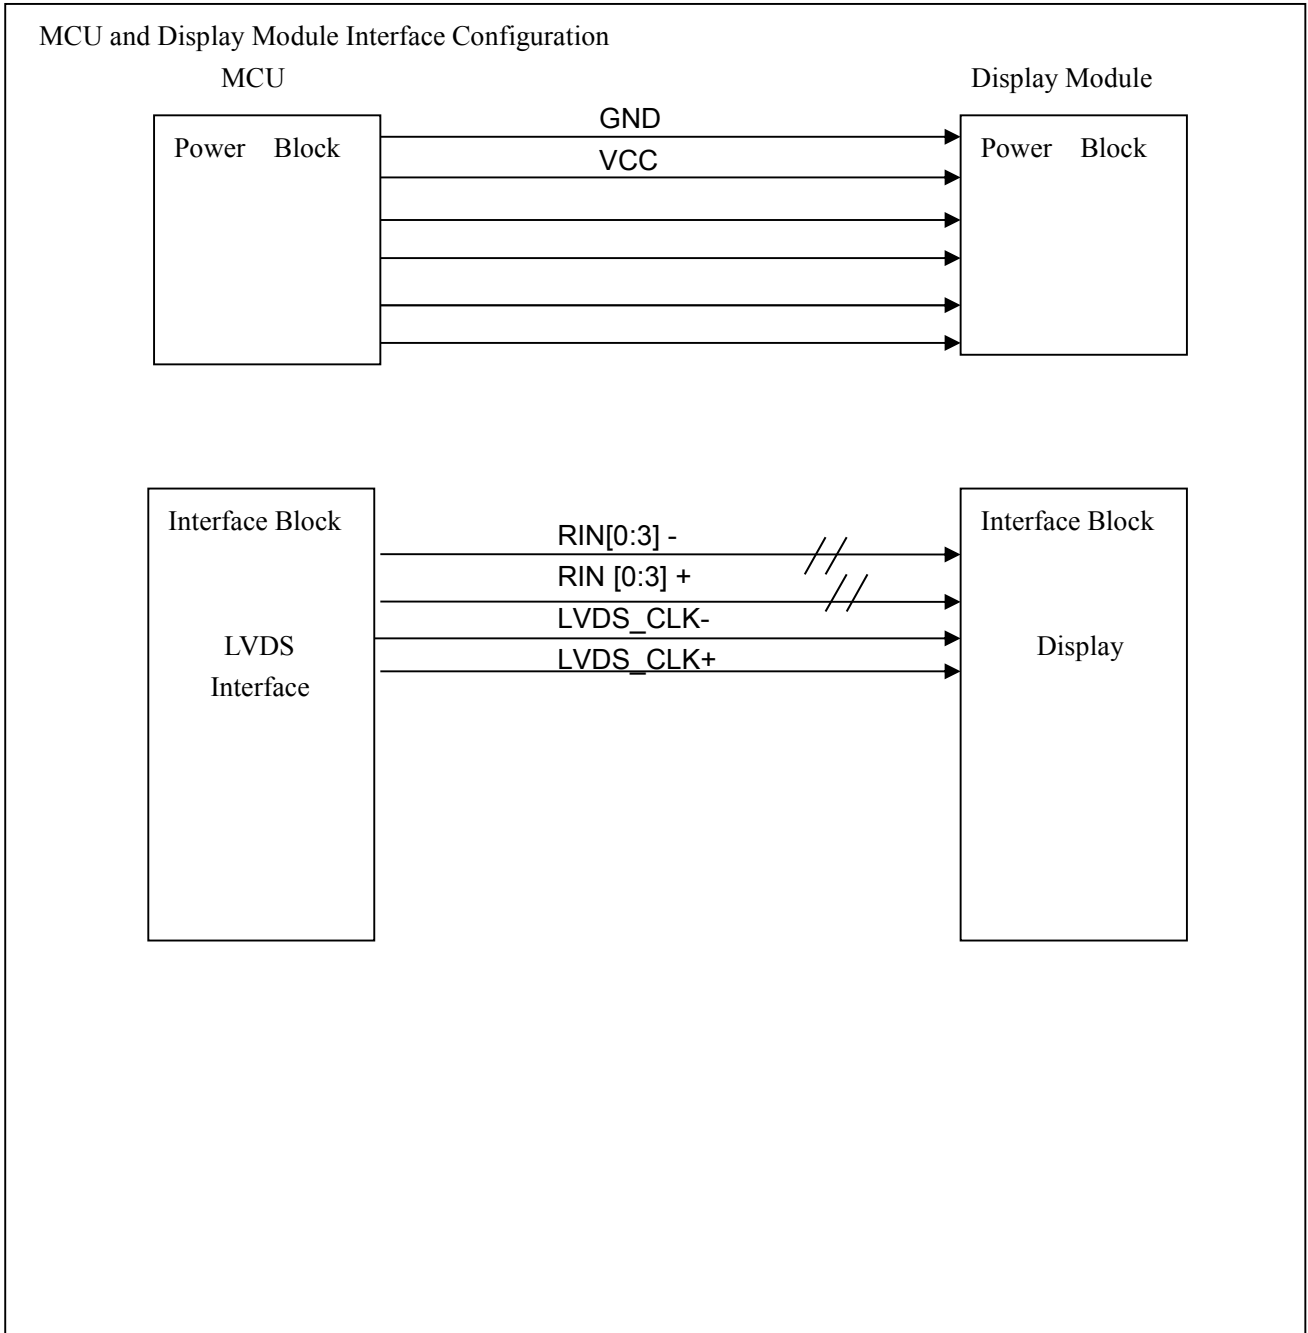 MCU and Display Module Interface Configuration
MCU
Display Module
GND
Power Block
Power Block
VCC
Interface Block
Interface Block
RIN[0:3] -
RIN [0:3] +
LVDS_CLK-
LVDS
Display
LVDS_CLK+
Interface